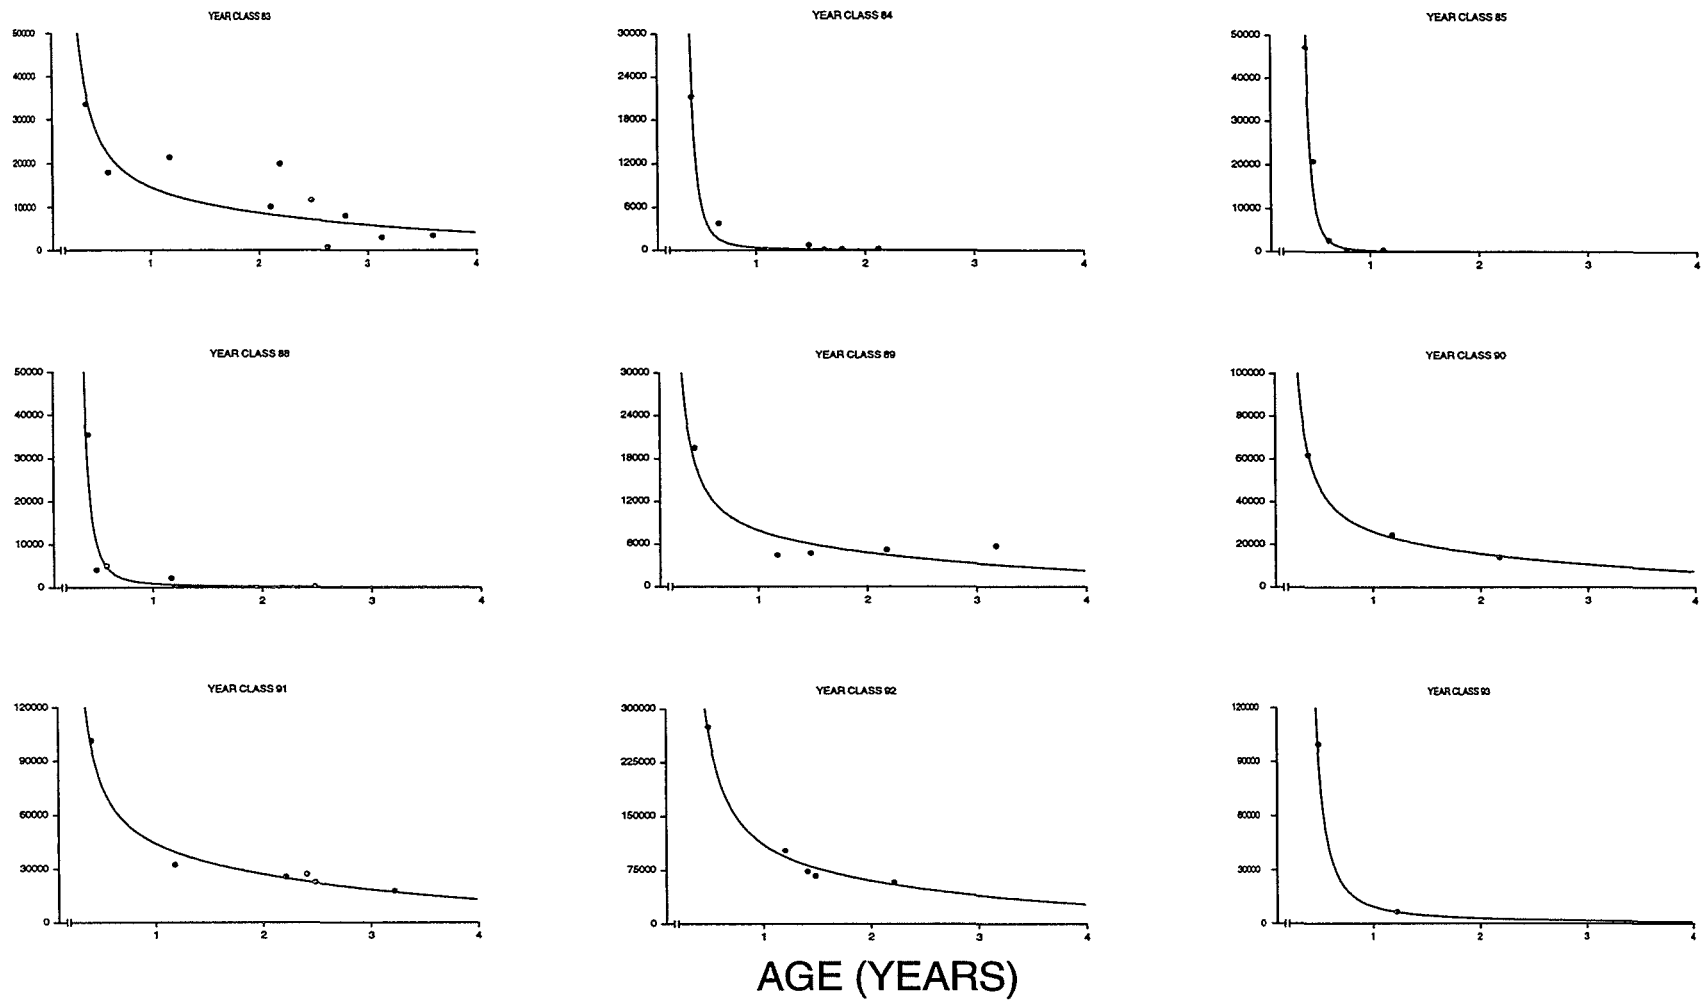 YEAR CLASS 83
50000
40000
30000
20000
10000
0
1 2 3 4
YEAR CLASS 84
30000
24000
18000
12000
6000
0
1 2 3 4
YEAR CLASS 85
50000
40000
30000
20000
10000
0
1 2 3 4
YEAR CLASS 88
50000
40000
30000
20000
10000
0
1 2 3 4
YEAR CLASS 89
30000
24000
18000
12000
6000
0
1 2 3 4
YEAR CLASS 90
100000
80000
60000
40000
20000
0
1 2 3 4
YEAR CLASS 91
120000
90000
60000
30000
0
1 2 3 4
YEAR CLASS 92
300000
225000
150000
75000
0
1 2 3 4
YEAR CLASS 93
120000
90000
60000
30000
0
1 2 3 4
AGE (YEARS)